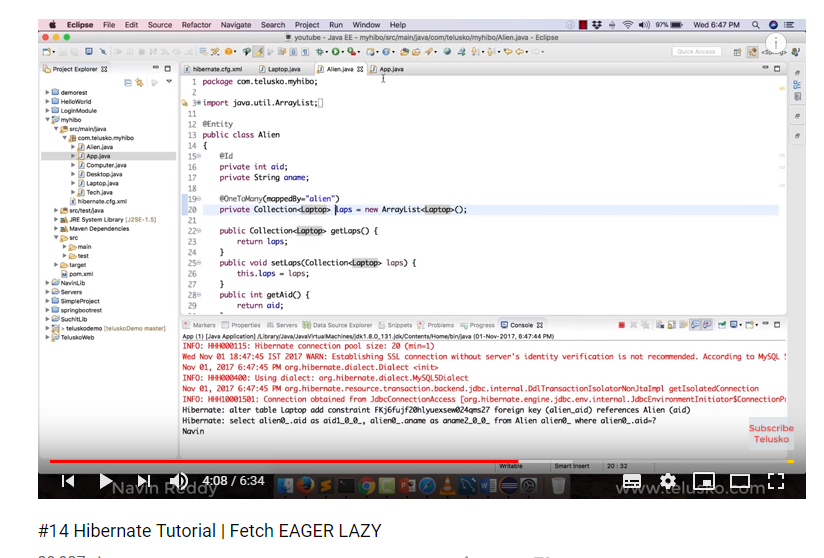 Eclipse File Edit Source Refactor Navigate Search Project Run Window Help 97% Wed 6:47 PM
youtube - Java EE - myhibo/src/main/java/com/telusko/myhibo/Alien.java - Eclipse
Quick Access
Project Explorer
hibernate.cfg.xml Laptop.java Alien.java App.java
demorest
HelloWorld
LoginModule
myhibo
src/main/java
com.telusko.myhibo
Alien.java
App.java
Computer.java
Desktop.java
Laptop.java
Tech.java
hibernate.cfg.xml
src/test/java
JRE System Library [J2SE-1.5]
Maven Dependencies
src
main
test
target
pom.xml
NavinLib
Servers
SimpleProject
springbootrest
SuchitLib
> teluskodemo [teluskoDemo master]
TeluskoWeb
1 package com.telusko.myhibo;
2
3 import java.util.ArrayList;
11
12 @Entity
13 public class Alien
14 {
15 @Id
16 private int aid;
17 private String aname;
18
19 @OneToMany(mappedBy="alien")
20 private Collection<Laptop> laps = new ArrayList<Laptop>();
21
22 public Collection<Laptop> getLaps() {
23 return laps;
24 }
25 public void setLaps(Collection<Laptop> laps) {
26 this.laps = laps;
27 }
28 public int getAid() {
29 return aid;
Markers Properties Servers Data Source Explorer Snippets Problems Progress Console
App (1) [Java Application] /Library/Java/JavaVirtualMachines/jdk1.8.0_131.jdk/Contents/Home/bin/java (01-Nov-2017, 6:47:44 PM)
INFO: HHH000115: Hibernate connection pool size: 20 (min=1)
Wed Nov 01 18:47:45 IST 2017 WARN: Establishing SSL connection without server's identity verification is not recommended. According to MySQL 5
Nov 01, 2017 6:47:45 PM org.hibernate.dialect.Dialect <init>
INFO: HHH000400: Using dialect: org.hibernate.dialect.MySQL5Dialect
Nov 01, 2017 6:47:45 PM org.hibernate.resource.transaction.backend.jdbc.internal.DdlTransactionIsolatorNonJtaImpl getIsolatedConnection
INFO: HHH10001501: Connection obtained from JdbcConnectionAccess [org.hibernate.engine.jdbc.env.internal.JdbcEnvironmentInitiator$ConnectionPr
Hibernate: alter table Laptop add constraint FKj6fujf20hlyuexsew024qms27 foreign key (alien_aid) references Alien (aid)
Hibernate: select alien0_.aid as aid1_0_0_, alien0_.aname as aname2_0_0_ from Alien alien0_ where alien0_.aid=?
Navin
Subscribe
Telusko
Writable Smart Insert 20 : 32
4:08 / 6:34
Navin Reddy
www.telusko.com
#14 Hibernate Tutorial | Fetch EAGER LAZY